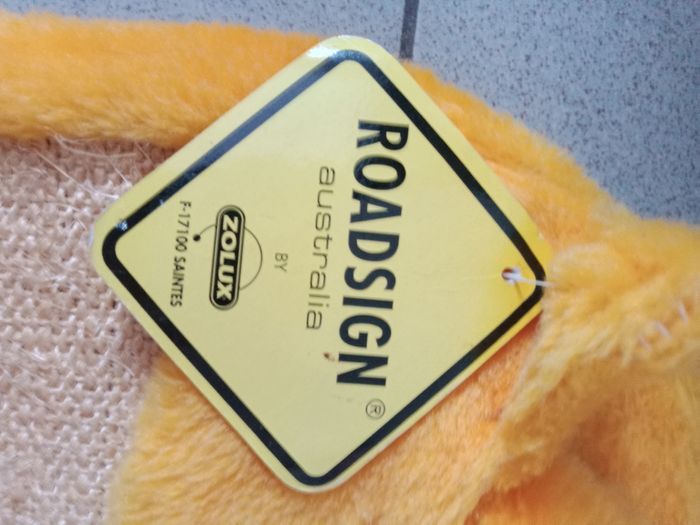 ROADSIGN ®
australia
BY
ZOLUX
F-17100 SAINTES